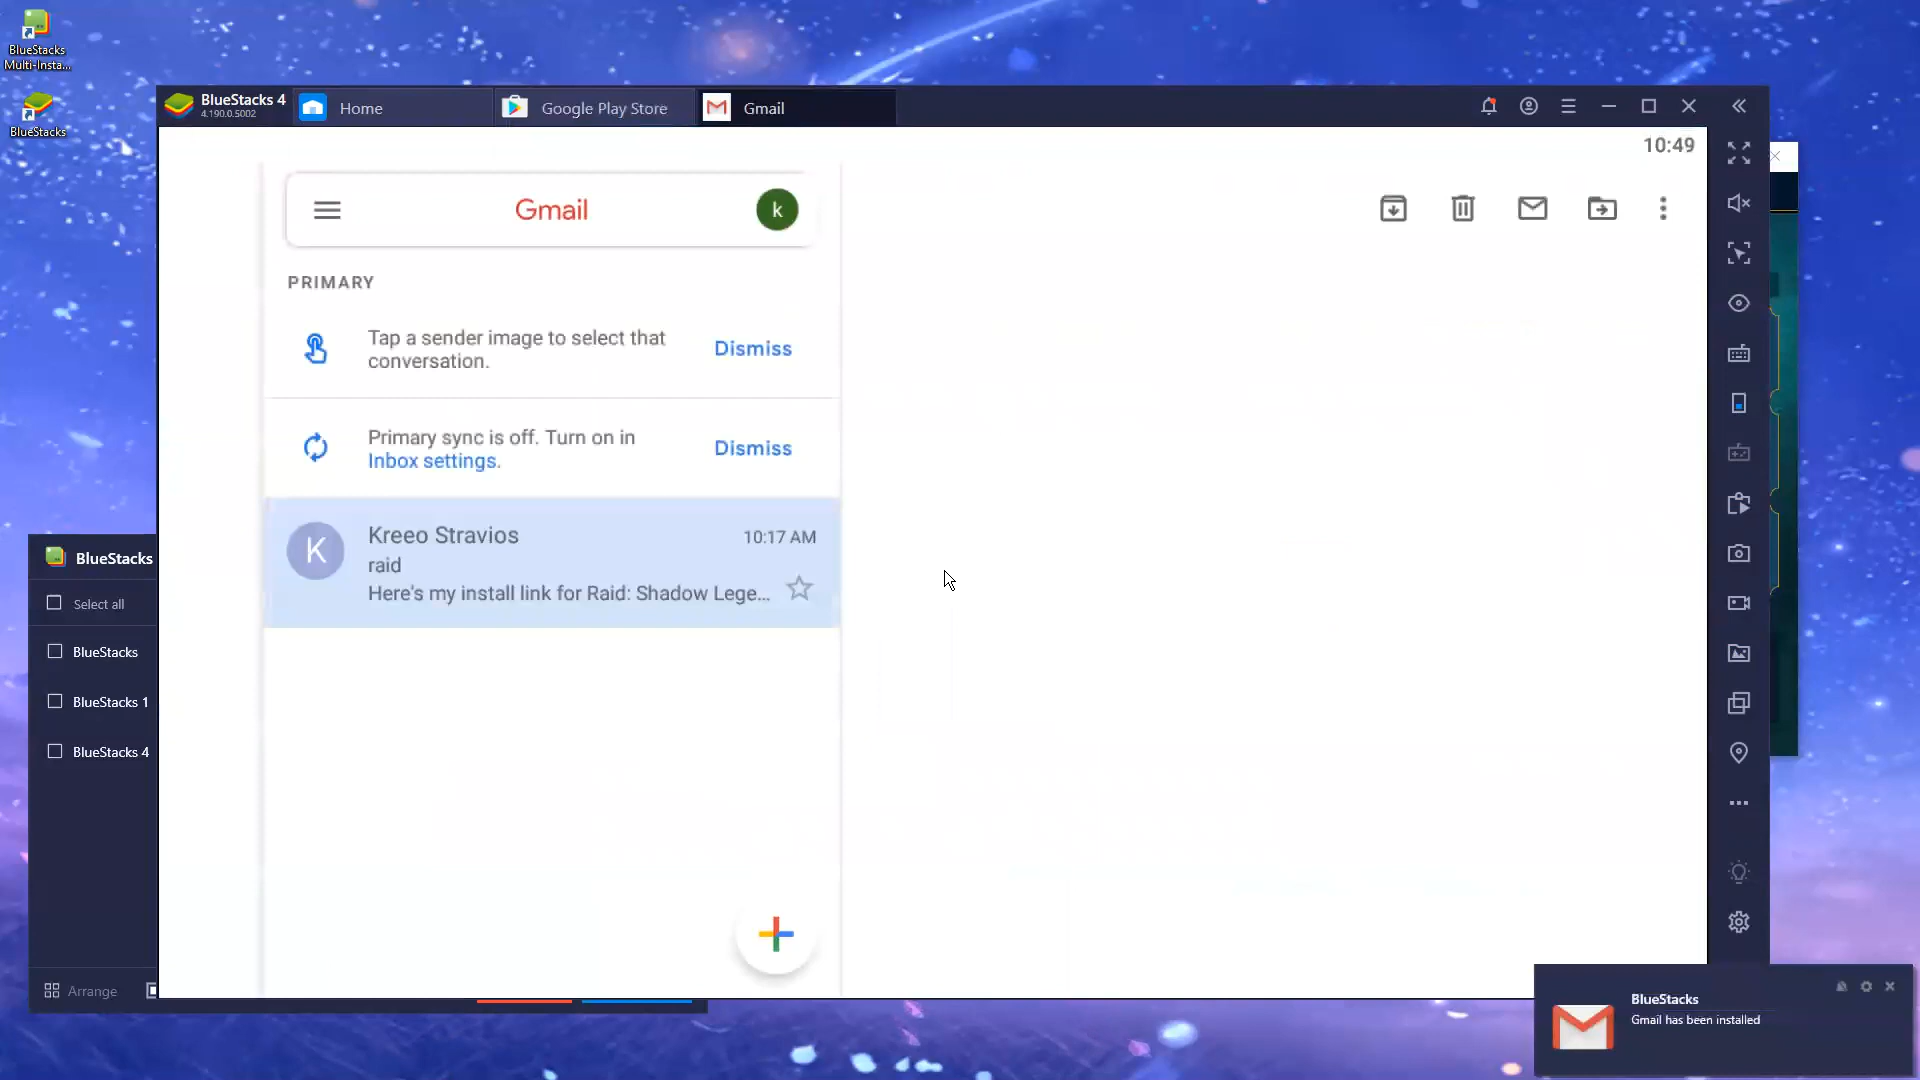 BlueStacks
Multi-Insta...
BlueStacks
BlueStacks 4
4.190.0.5002
Home
Google Play Store
Gmail
10:49
Gmail
k
PRIMARY
Tap a sender image to select that
conversation.
Dismiss
Primary sync is off. Turn on in
Inbox settings.
Dismiss
K
Kreeo Stravios
10:17 AM
raid
Here's my install link for Raid: Shadow Lege...
BlueStacks
Select all
BlueStacks
BlueStacks 1
BlueStacks 4
Arrange
BlueStacks
Gmail has been installed